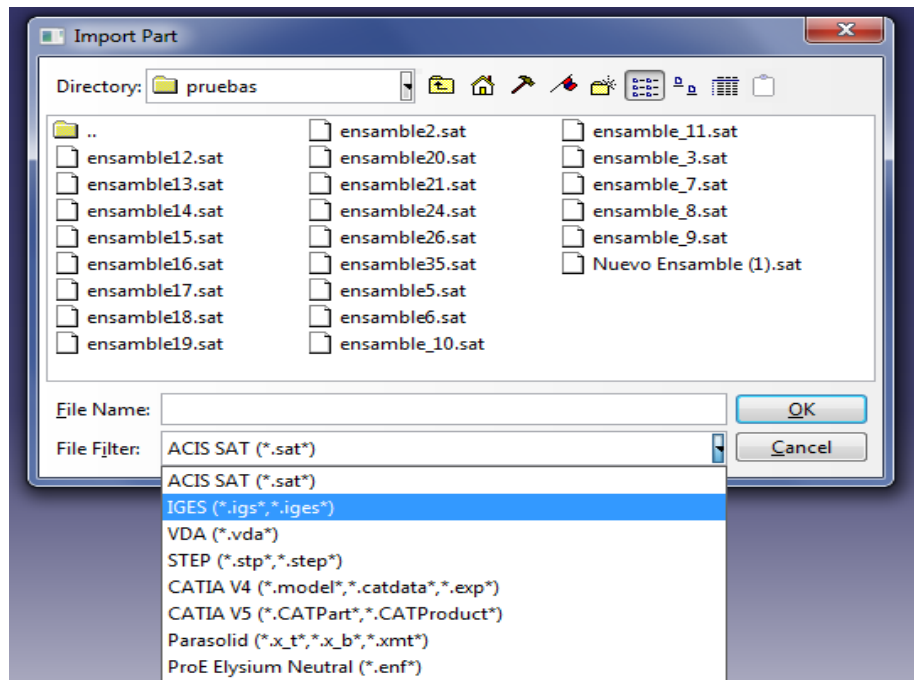 Import Part
Directory: pruebas
.. ensamble2.sat ensamble_11.sat
ensamble12.sat ensamble20.sat ensamble_3.sat
ensamble13.sat ensamble21.sat ensamble_7.sat
ensamble14.sat ensamble24.sat ensamble_8.sat
ensamble15.sat ensamble26.sat ensamble_9.sat
ensamble16.sat ensamble35.sat Nuevo Ensamble (1).sat
ensamble17.sat ensamble5.sat
ensamble18.sat ensamble6.sat
ensamble19.sat ensamble_10.sat
File Name: OK
File Filter: ACIS SAT (*.sat*) Cancel
ACIS SAT (*.sat*)
IGES (*.igs*,*.iges*)
VDA (*.vda*)
STEP (*.stp*,*.step*)
CATIA V4 (*.model*,*.catdata*,*.exp*)
CATIA V5 (*.CATPart*,*.CATProduct*)
Parasolid (*.x_t*,*.x_b*,*.xmt*)
ProE Elysium Neutral (*.enf*)